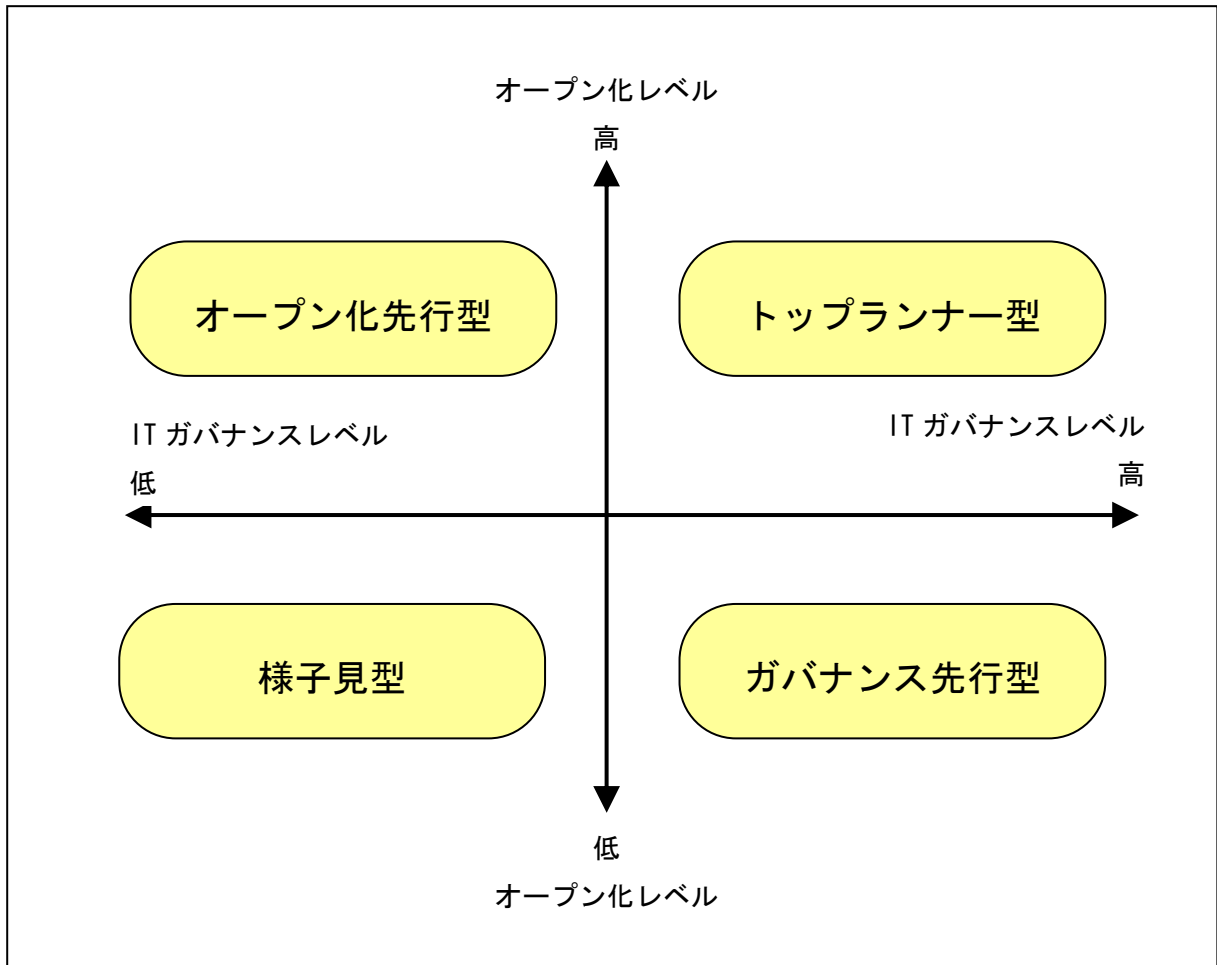 オープン化レベル
高
オープン化先行型
トップランナー型
IT ガバナンスレベル
低
IT ガバナンスレベル
高
様子見型
ガバナンス先行型
低
オープン化レベル